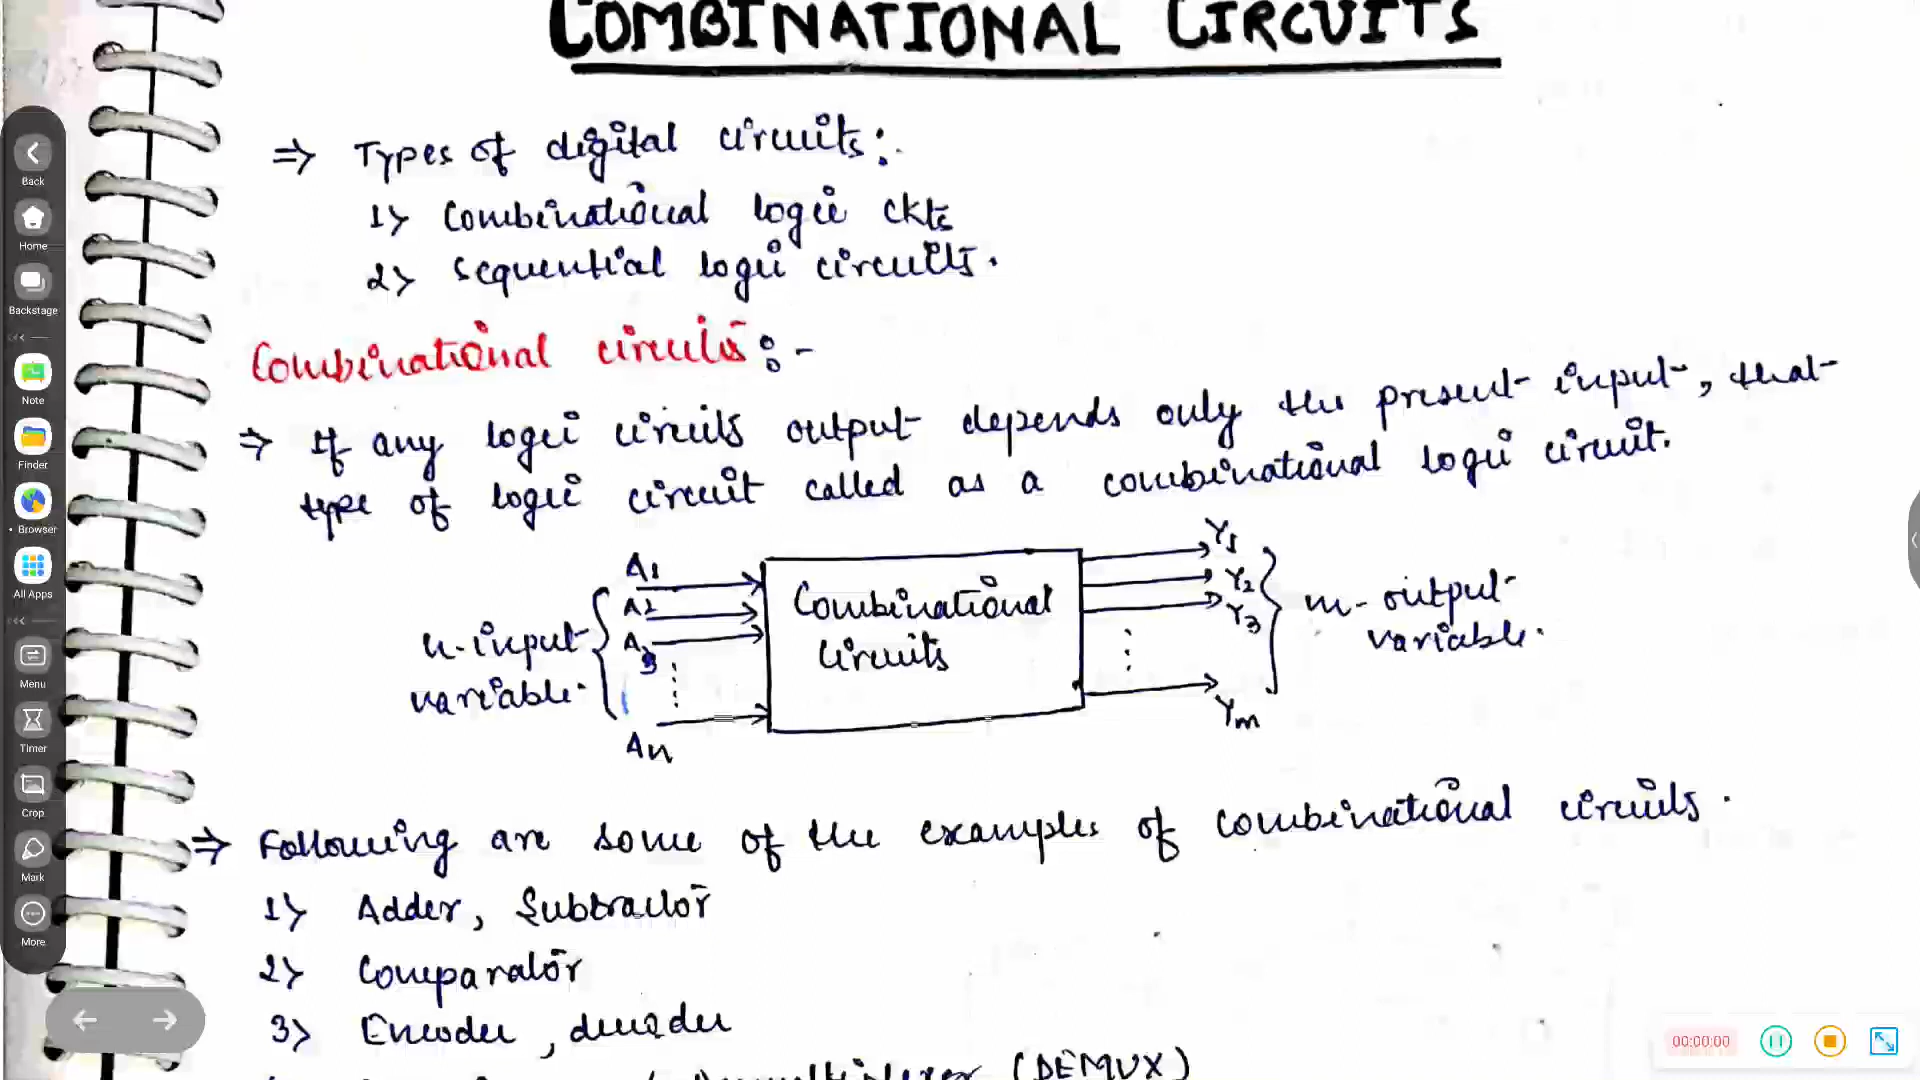 COMBINATIONAL CIRCUITS
⇒ Types of digital circuits:
1> Combinational logic ckts
2> sequential logic circuits.
Combinational circuits :-
⇒ If any logic circuits output depends only the present input, that
type of logic circuit called as a combinational logic circuit.
n-input variable.
A1
A2
A3
An
Combinational
circuits
Y1
Y2
Y3
Ym
m-output
variable.
⇒ Following are some of the examples of combinational circuits.
1> Adder, Subtractor
2> Comparator
3> Encoder, decoder
(DEMUX)
Back
Home
Backstage
Note
Finder
Browser
All Apps
Menu
Timer
Crop
Mark
More
00:00:00